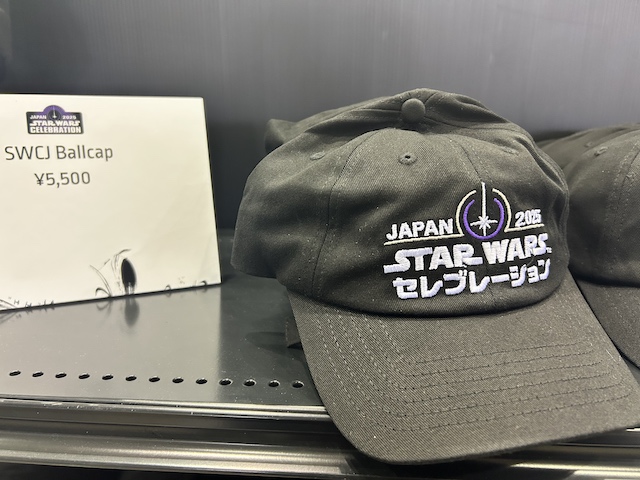 JAPAN 2025
STAR WARS
CELEBRATION
SWCJ Ballcap
¥5,500
JAPAN 2025
STAR WARS
セレブレーション